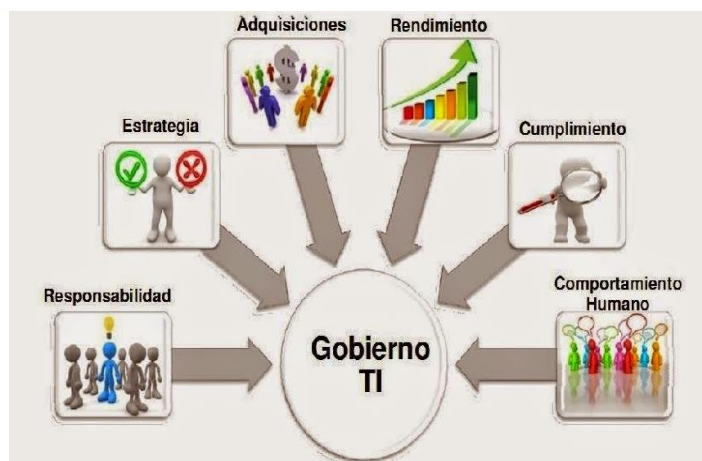 Adquisiciones
Rendimiento
Estrategia
Cumplimiento
Responsabilidad
Comportamiento
Humano
Gobierno
TI